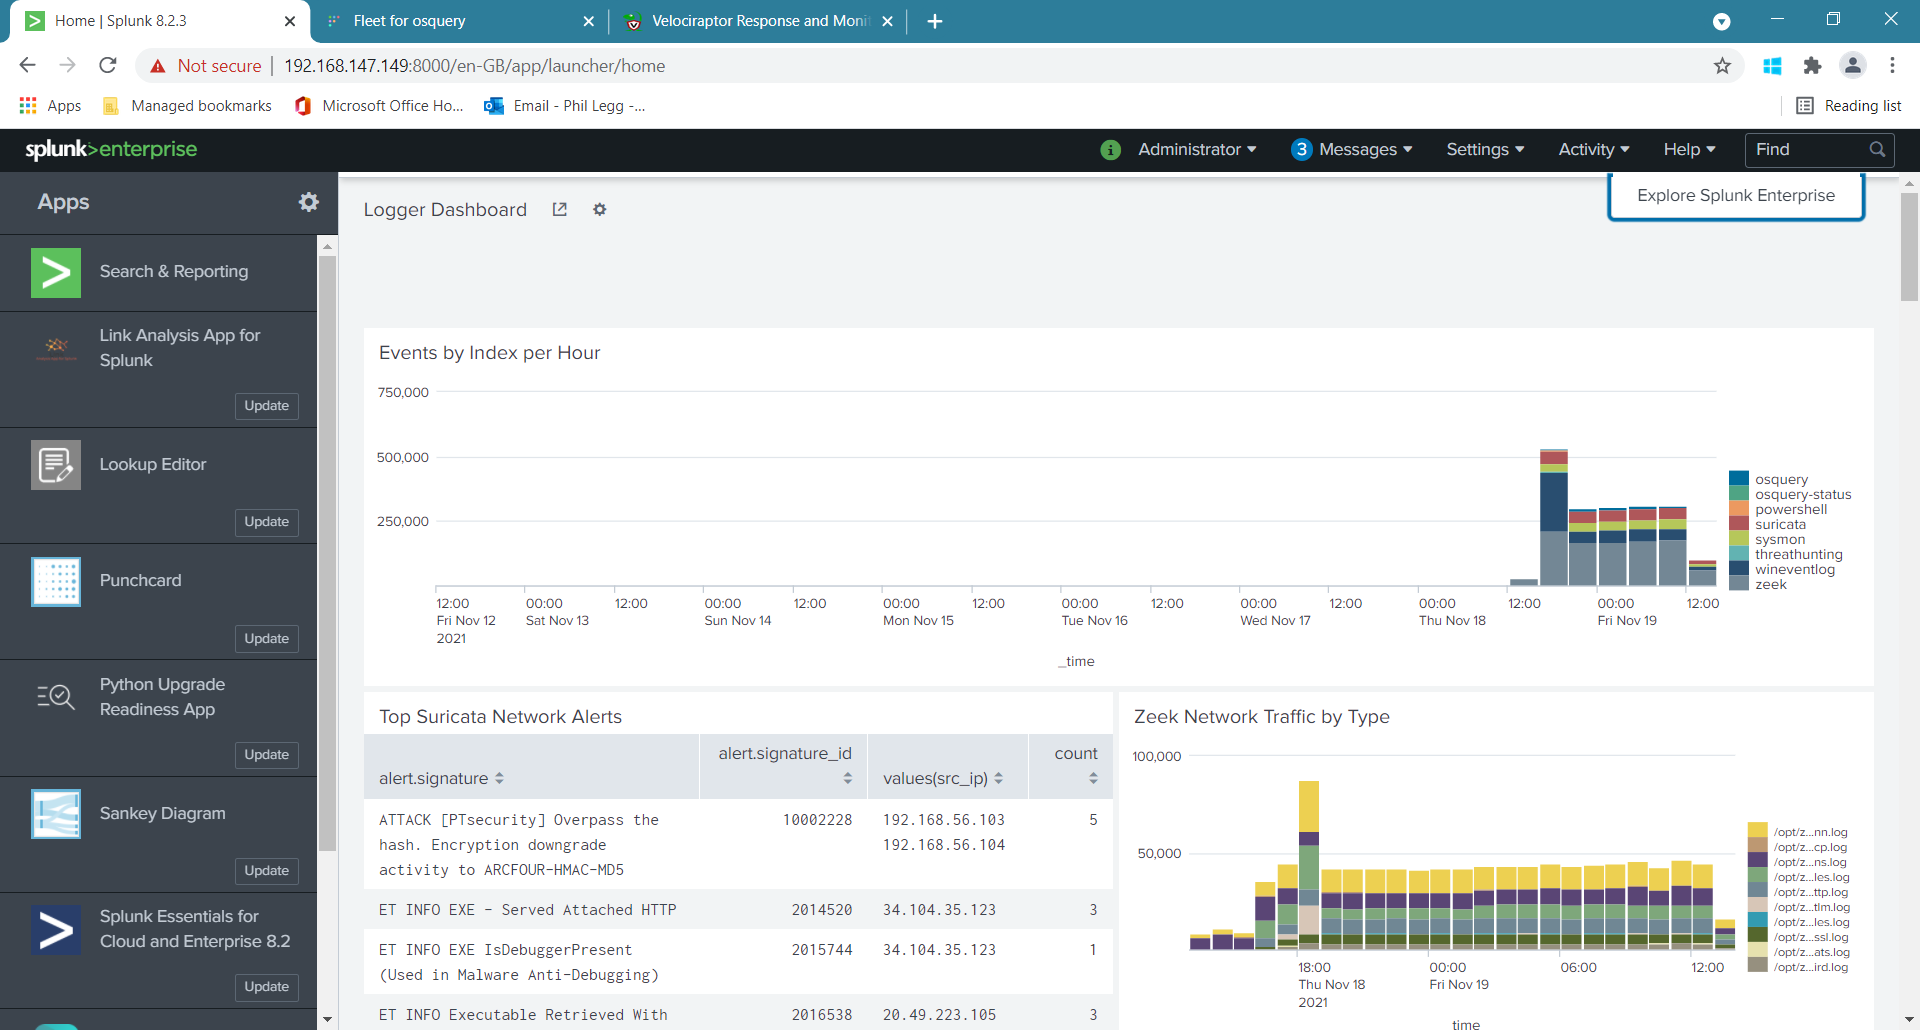 Home | Splunk 8.2.3
Fleet for osquery
Velociraptor Response and Moni
Not secure
192.168.147.149:8000/en-GB/app/launcher/home
Apps
Managed bookmarks
Microsoft Office Ho...
Email - Phil Legg -...
Reading list
splunk>enterprise
i
Administrator
3
Messages
Settings
Activity
Help
Find
Apps
Search & Reporting
Link Analysis App for
Splunk
Update
Lookup Editor
Update
Punchcard
Update
Python Upgrade
Readiness App
Update
Sankey Diagram
Update
Splunk Essentials for
Cloud and Enterprise 8.2
Update
Logger Dashboard
Explore Splunk Enterprise
Events by Index per Hour
750,000
500,000
250,000
12:00
Fri Nov 12
2021
00:00
Sat Nov 13
12:00
00:00
Sun Nov 14
12:00
00:00
Mon Nov 15
12:00
00:00
Tue Nov 16
12:00
00:00
Wed Nov 17
12:00
00:00
Thu Nov 18
12:00
00:00
Fri Nov 19
12:00
_time
osquery
osquery-status
powershell
suricata
sysmon
threathunting
wineventlog
zeek
Top Suricata Network Alerts
alert.signature
alert.signature_id
values(src_ip)
count
ATTACK [PTsecurity] Overpass the
hash. Encryption downgrade
activity to ARCFOUR-HMAC-MD5
10002228
192.168.56.103
192.168.56.104
5
ET INFO EXE - Served Attached HTTP
2014520
34.104.35.123
3
ET INFO EXE IsDebuggerPresent
(Used in Malware Anti-Debugging)
2015744
34.104.35.123
1
ET INFO Executable Retrieved With
2016538
20.49.223.105
3
Zeek Network Traffic by Type
100,000
50,000
18:00
Thu Nov 18
2021
00:00
Fri Nov 19
06:00
12:00
time
/opt/z...nn.log
/opt/z...cp.log
/opt/z...ns.log
/opt/z...les.log
/opt/z...ttp.log
/opt/z...tlm.log
/opt/z...les.log
/opt/z...ssl.log
/opt/z...ats.log
/opt/z...ird.log